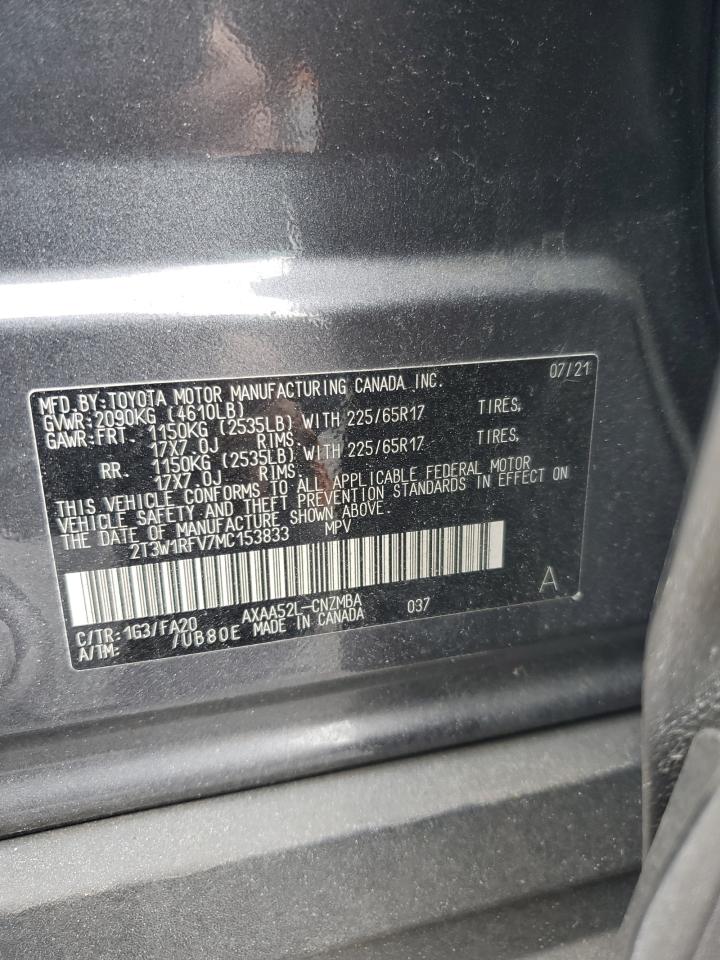 MFD.BY:TOYOTA MOTOR MANUFACTURING CANADA INC. 07/21
GVWR: 2090KG (4610LB)
GAWR:FRT. 1150KG (2535LB) WITH 225/65R17 TIRES,
17X7.0J RIMS.
RR. 1150KG (2535LB) WITH 225/65R17 TIRES,
17X7.0J RIMS.
THIS VEHICLE CONFORMS TO ALL APPLICABLE FEDERAL MOTOR
VEHICLE SAFETY AND THEFT PREVENTION STANDARDS IN EFFECT ON
THE DATE OF MANUFACTURE SHOWN ABOVE.
2T3W1RFV7MC153833 MPV
A
C/TR: 1G3/FA20 AXAA52L-CNZMBA 037
A/TM: /UB80E MADE IN CANADA